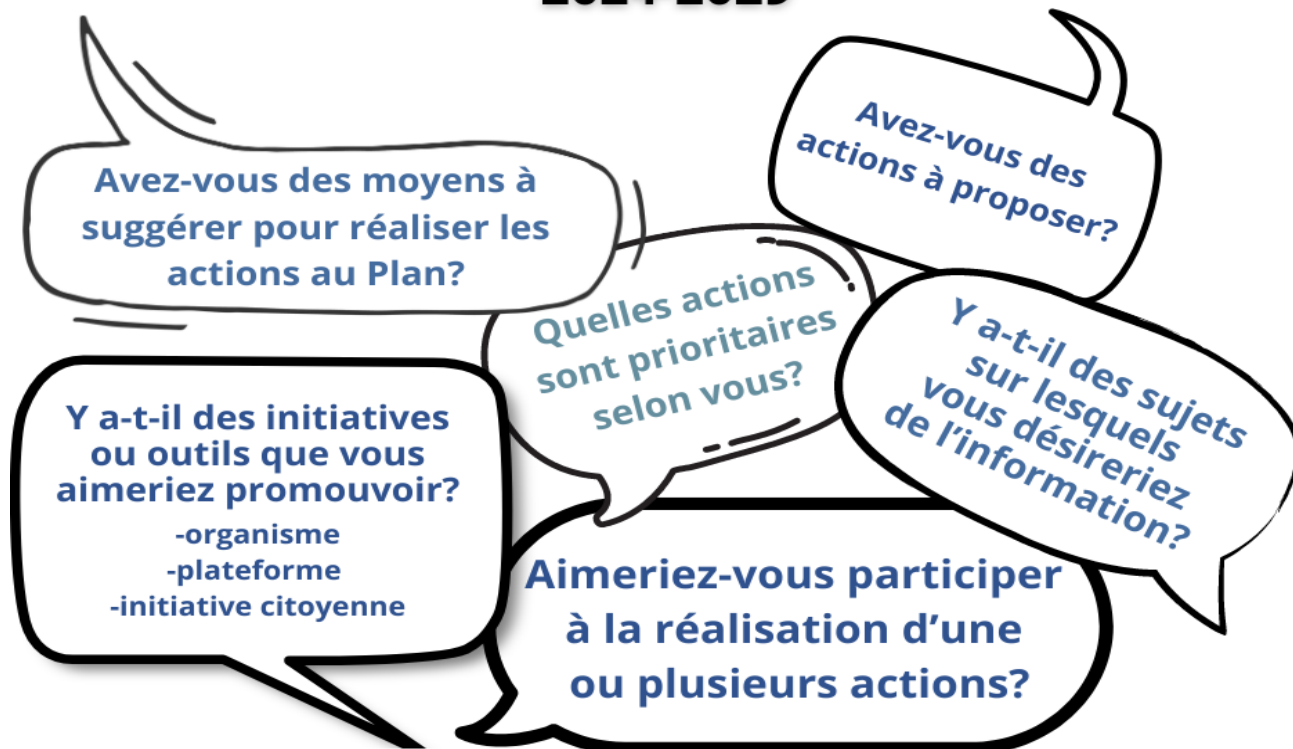 2024-2029
Avez-vous des
actions à proposer?
Avez-vous des moyens à
suggérer pour réaliser les
actions au Plan?
Quelles actions
sont prioritaires
selon vous?
Y a-t-il des sujets
sur lesquels
vous désireriez
de l'information?
Y a-t-il des initiatives
ou outils que vous
aimeriez promouvoir?
-organisme
-plateforme
-initiative citoyenne
Aimeriez-vous participer
à la réalisation d'une
ou plusieurs actions?